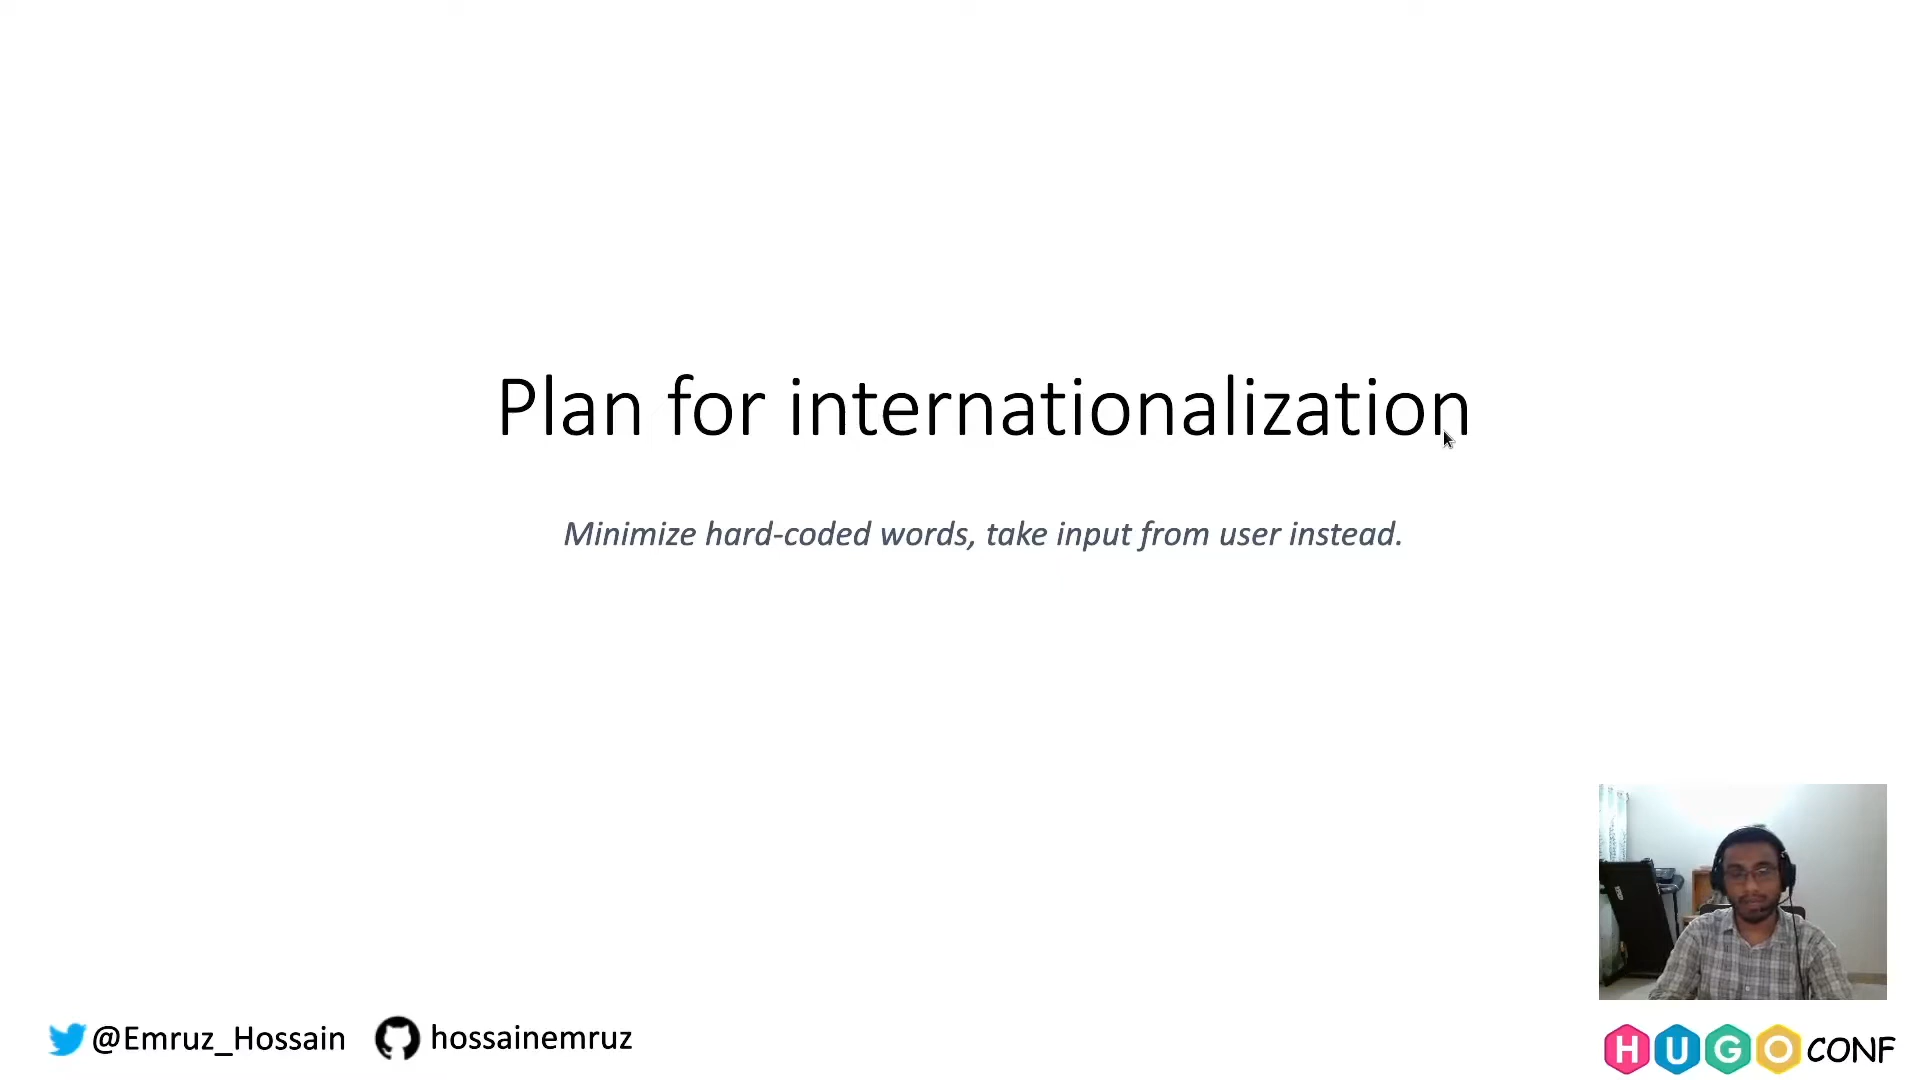 Plan for internationalization
Minimize hard-coded words, take input from user instead.
@Emruz_Hossain hossainemruz
HUGO CONF